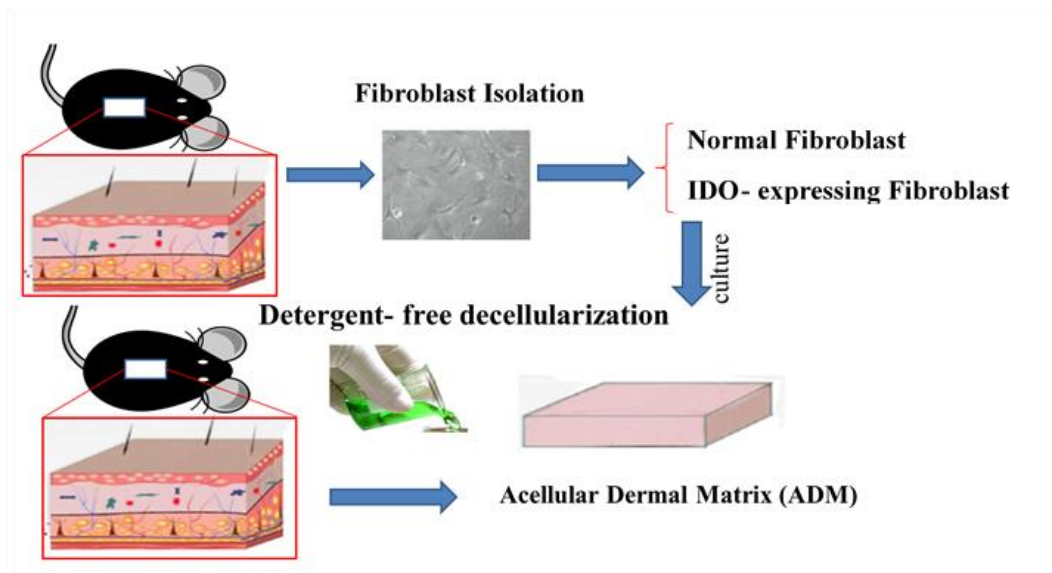 Fibroblast Isolation
Normal Fibroblast
IDO- expressing Fibroblast
culture
Detergent- free decellularization
Acellular Dermal Matrix (ADM)